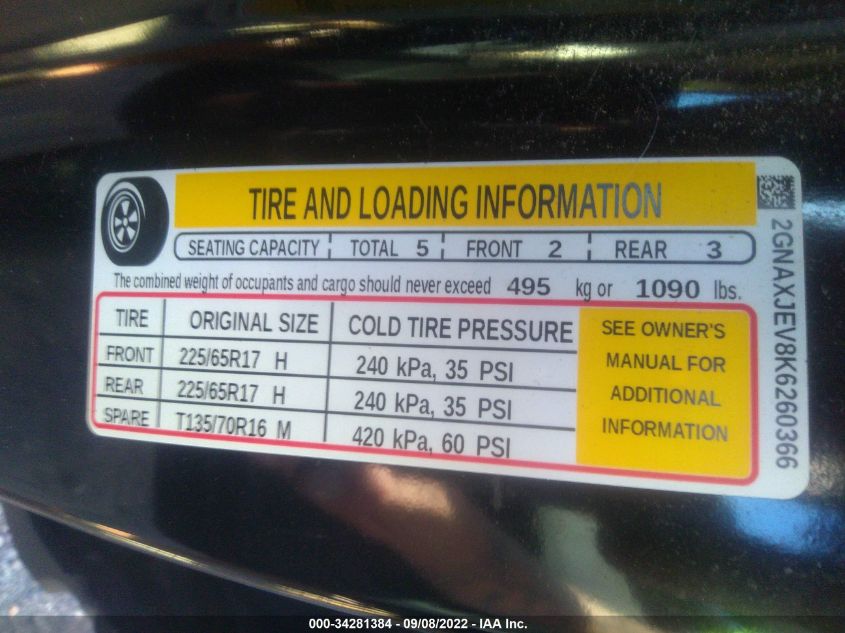 TIRE AND LOADING INFORMATION
SEATING CAPACITY TOTAL 5 FRONT 2 REAR 3
The combined weight of occupants and cargo should never exceed 495 kg or 1090 lbs.
TIRE ORIGINAL SIZE COLD TIRE PRESSURE
FRONT 225/65R17 H 240 kPa, 35 PSI
REAR 225/65R17 H 240 kPa, 35 PSI
SPARE T135/70R16 M 420 kPa, 60 PSI
SEE OWNER'S
MANUAL FOR
ADDITIONAL
INFORMATION
2GNAXJEV8K6260366
000-34281384 - 09/08/2022 - IAA Inc.